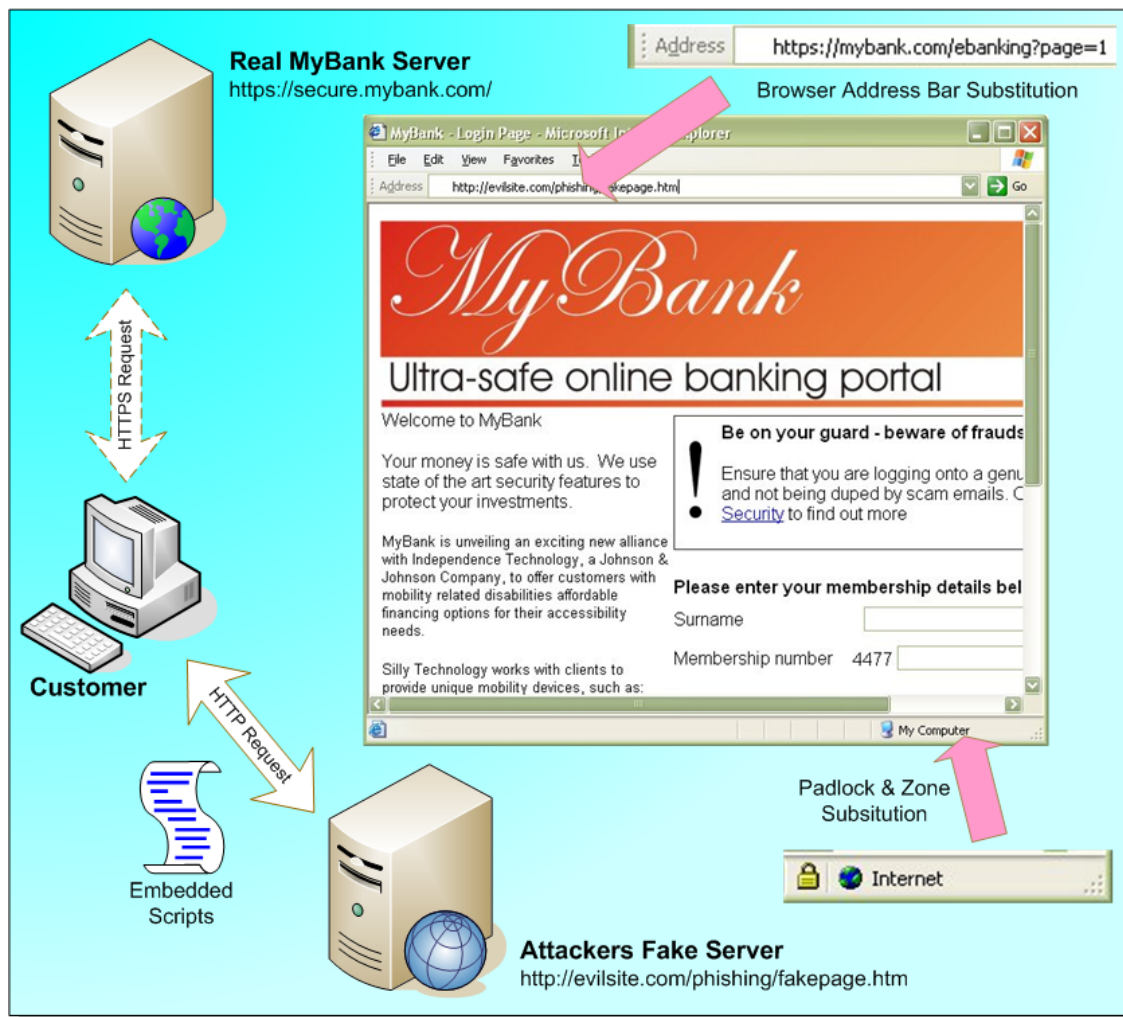 Real MyBank Server
https://secure.mybank.com/
Address https://mybank.com/ebanking?page=1
Browser Address Bar Substitution
MyBank - Login Page - Microsoft In plorer
File Edit View Favorites
Address http://evilsite.com/phishing/fakepage.htm Go
MyBank
Ultra-safe online banking portal
Welcome to MyBank
Your money is safe with us. We use
state of the art security features to
protect your investments.
MyBank is unveiling an exciting new alliance
with Independence Technology, a Johnson &
Johnson Company, to offer customers with
mobility related disabilities affordable
financing options for their accessibility
needs.
Silly Technology works with clients to
provide unique mobility devices, such as:
! Be on your guard - beware of frauds
Ensure that you are logging onto a genu
and not being duped by scam emails. C
Security to find out more
Please enter your membership details bel
Surname
Membership number 4477
My Computer
HTTPS Request
Customer
HTTP Request
Embedded
Scripts
Padlock & Zone
Subsitution
Internet
Attackers Fake Server
http://evilsite.com/phishing/fakepage.htm